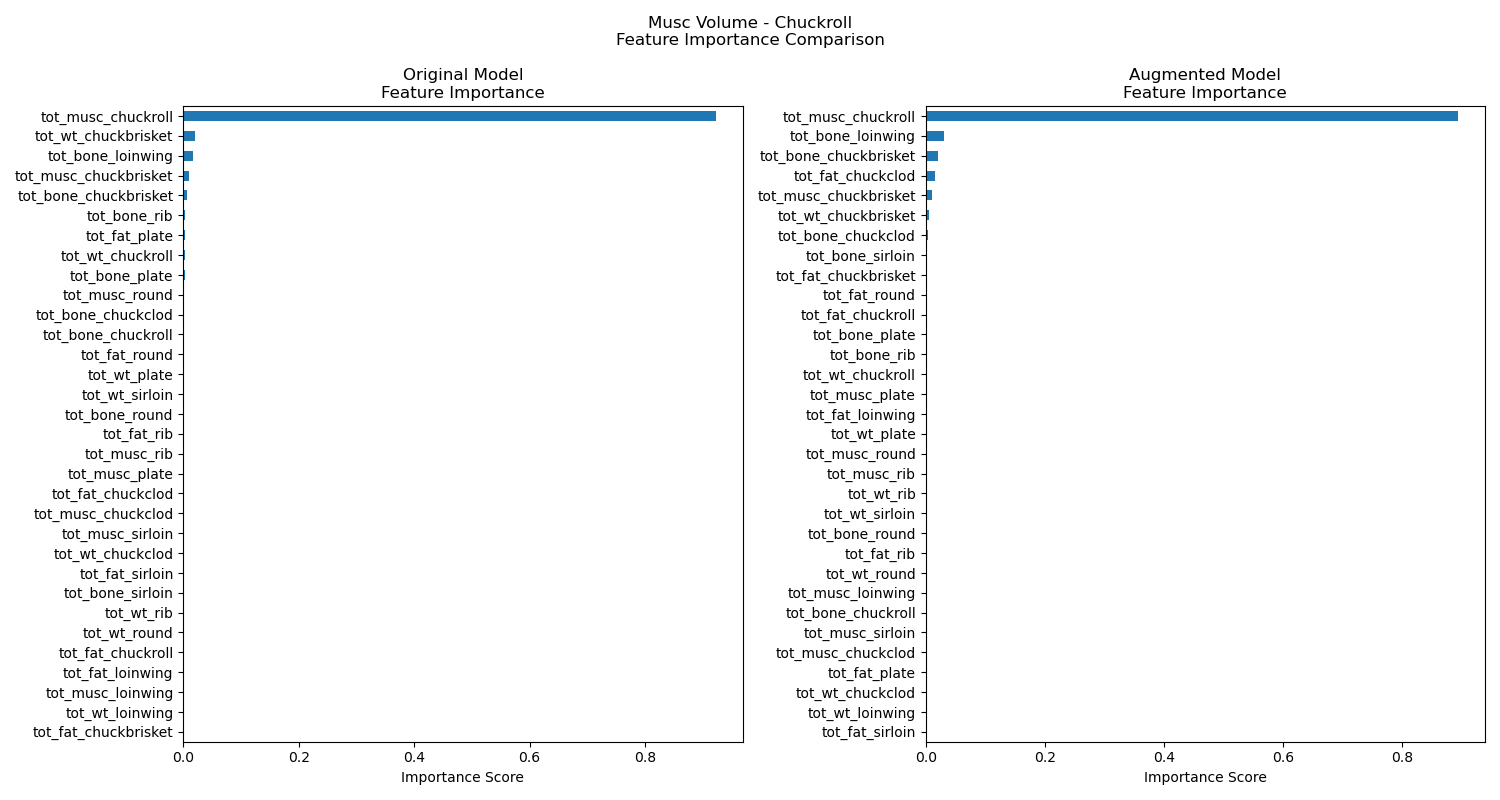 Musc Volume - Chuckroll
Feature Importance Comparison
Original Model
Feature Importance
tot_musc_chuckroll
tot_wt_chuckbrisket
tot_bone_loinwing
tot_musc_chuckbrisket
tot_bone_chuckbrisket
tot_bone_rib
tot_fat_plate
tot_wt_chuckroll
tot_bone_plate
tot_musc_round
tot_bone_chuckclod
tot_bone_chuckroll
tot_fat_round
tot_wt_plate
tot_wt_sirloin
tot_bone_round
tot_fat_rib
tot_musc_rib
tot_musc_plate
tot_fat_chuckclod
tot_musc_chuckclod
tot_musc_sirloin
tot_wt_chuckclod
tot_fat_sirloin
tot_bone_sirloin
tot_wt_rib
tot_wt_round
tot_fat_chuckroll
tot_fat_loinwing
tot_musc_loinwing
tot_wt_loinwing
tot_fat_chuckbrisket
0.0 0.2 0.4 0.6 0.8
Importance Score
Augmented Model
Feature Importance
tot_musc_chuckroll
tot_bone_loinwing
tot_bone_chuckbrisket
tot_fat_chuckclod
tot_musc_chuckbrisket
tot_wt_chuckbrisket
tot_bone_chuckclod
tot_bone_sirloin
tot_fat_chuckbrisket
tot_fat_round
tot_fat_chuckroll
tot_bone_plate
tot_bone_rib
tot_wt_chuckroll
tot_musc_plate
tot_fat_loinwing
tot_wt_plate
tot_musc_round
tot_musc_rib
tot_wt_rib
tot_wt_sirloin
tot_bone_round
tot_fat_rib
tot_wt_round
tot_musc_loinwing
tot_bone_chuckroll
tot_musc_sirloin
tot_musc_chuckclod
tot_fat_plate
tot_wt_chuckclod
tot_wt_loinwing
tot_fat_sirloin
0.0 0.2 0.4 0.6 0.8
Importance Score